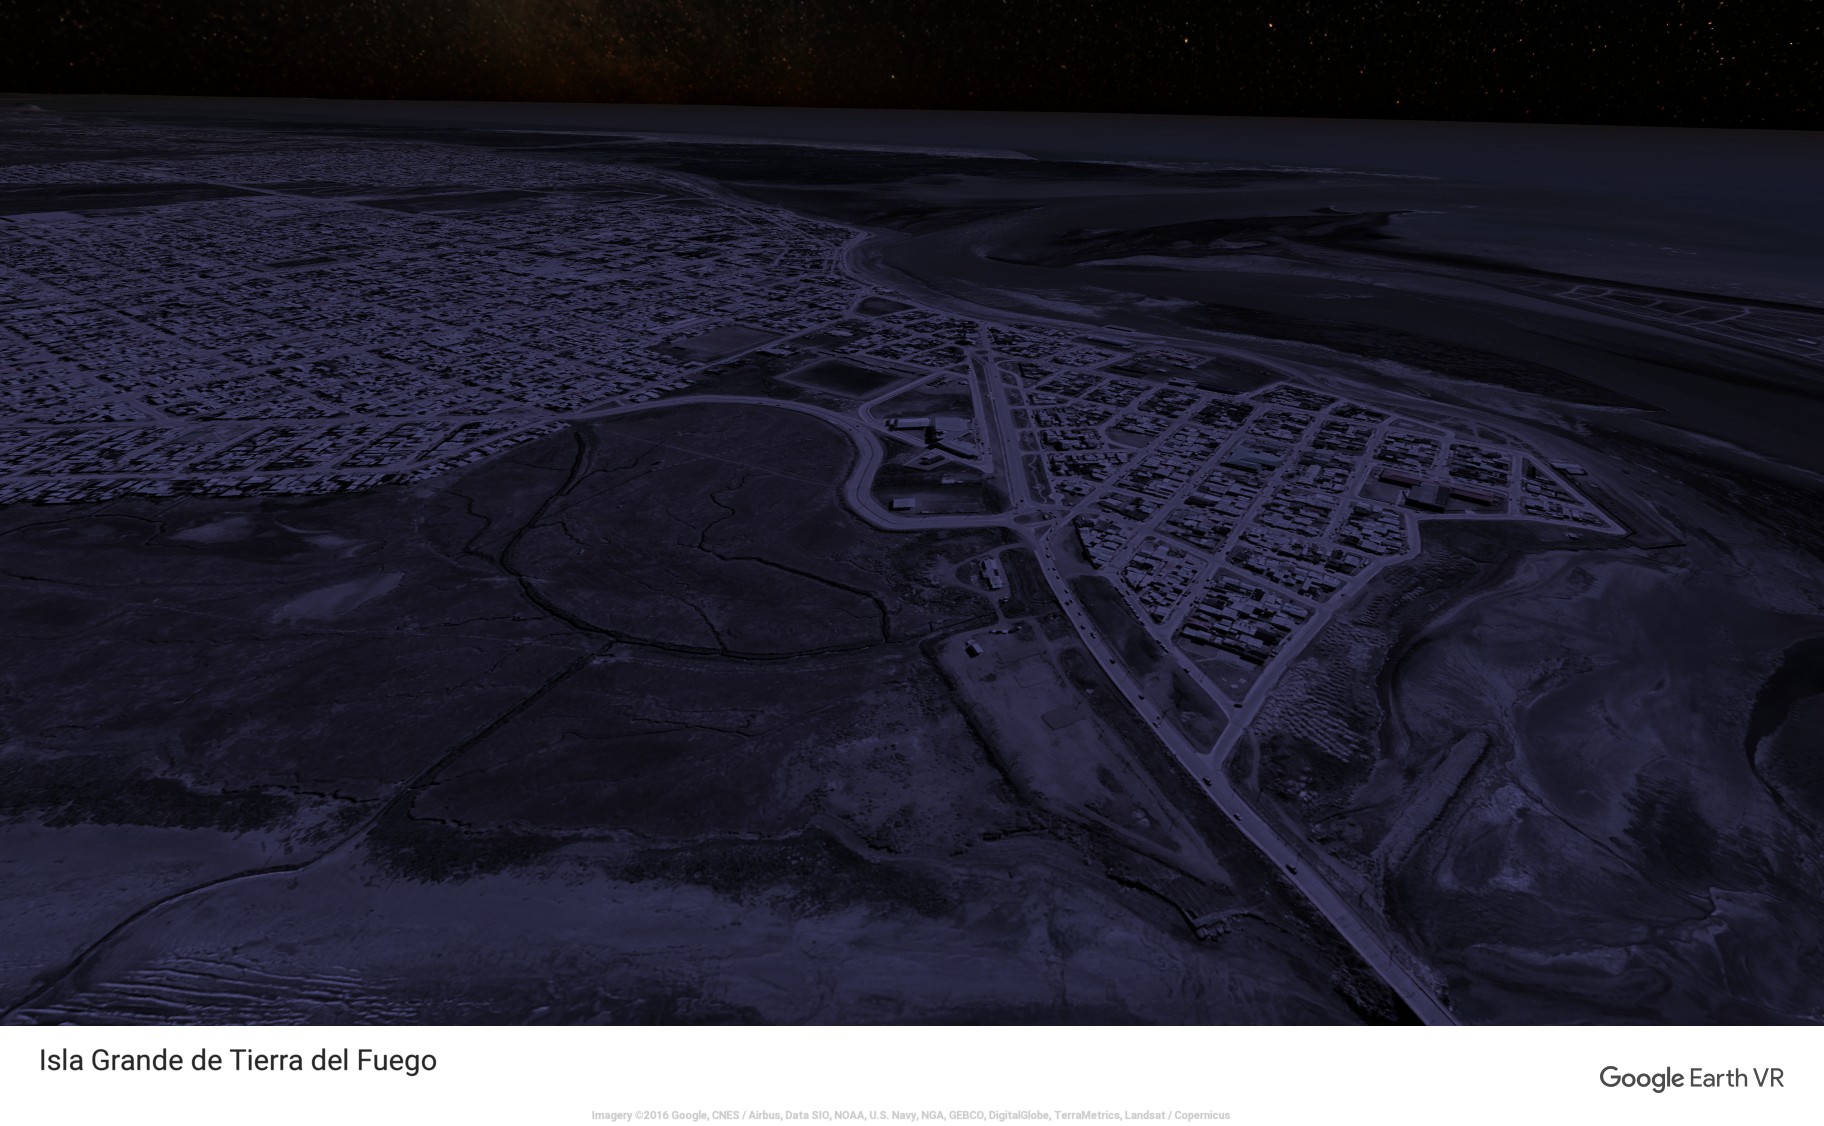 Isla Grande de Tierra del Fuego
Google Earth VR
Imagery ©2016 Google, CNES / Airbus, Data SIO, NOAA, U.S. Navy, NGA, GEBCO, DigitalGlobe, TerraMetrics, Landsat / Copernicus